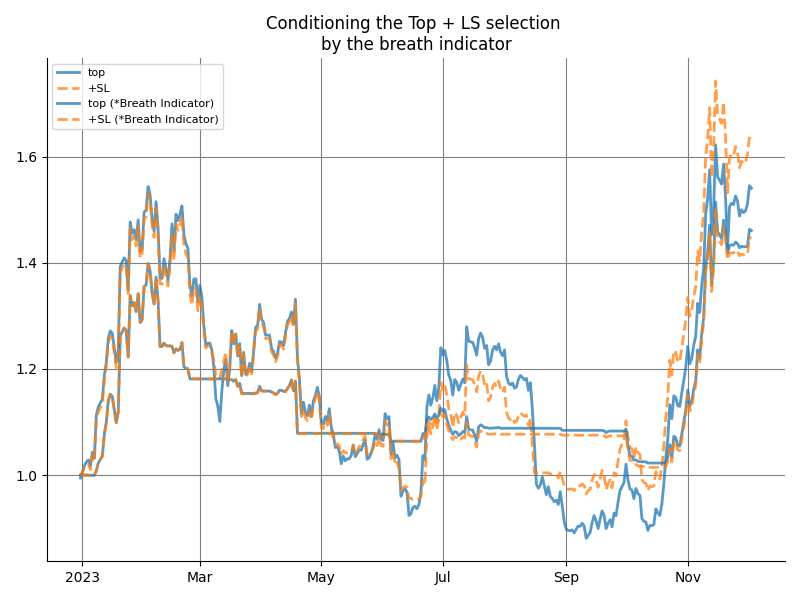 Conditioning the Top + LS selection
by the breath indicator
top
+SL
top (*Breath Indicator)
+SL (*Breath Indicator)
1.6
1.4
1.2
1.0
2023
Mar
May
Jul
Sep
Nov